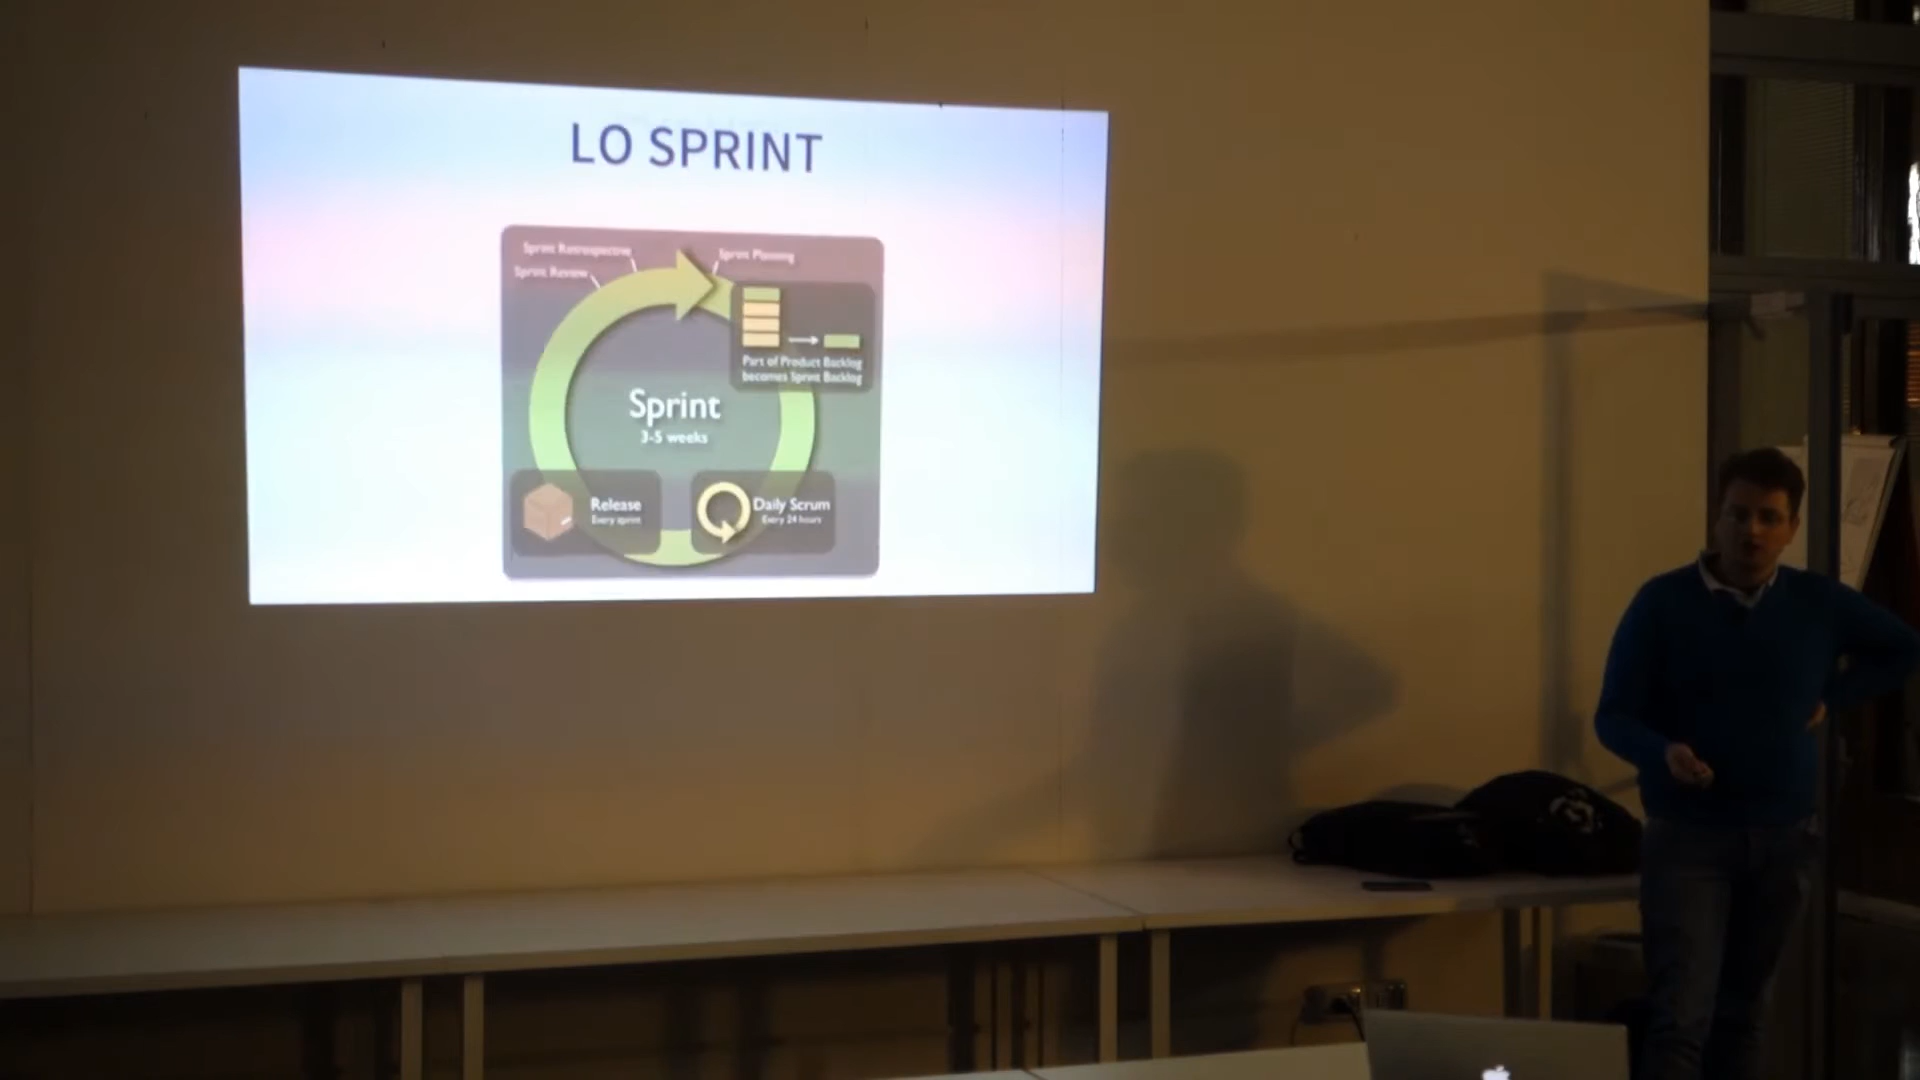 LO SPRINT
Sprint Retrospective
Sprint Review
Sprint Planning
Part of Product Backlog
becomes Sprint Backlog
Sprint
3-5 weeks
Release
Every sprint
Daily Scrum
Every 24 hours